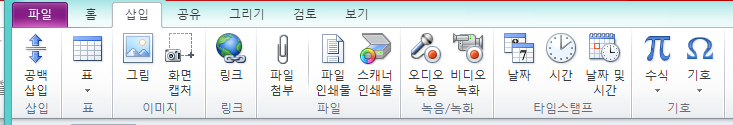 파일 홈 삽입 공유 그리기 검토 보기
공백 삽입
표
그림
화면 캡처
링크
파일 첨부
파일 인쇄물
스캐너 인쇄물
오디오 녹음
비디오 녹화
날짜
시간
날짜 및 시간
수식
기호
삽입 표 이미지 링크 파일 녹음/녹화 타임스탬프 기호